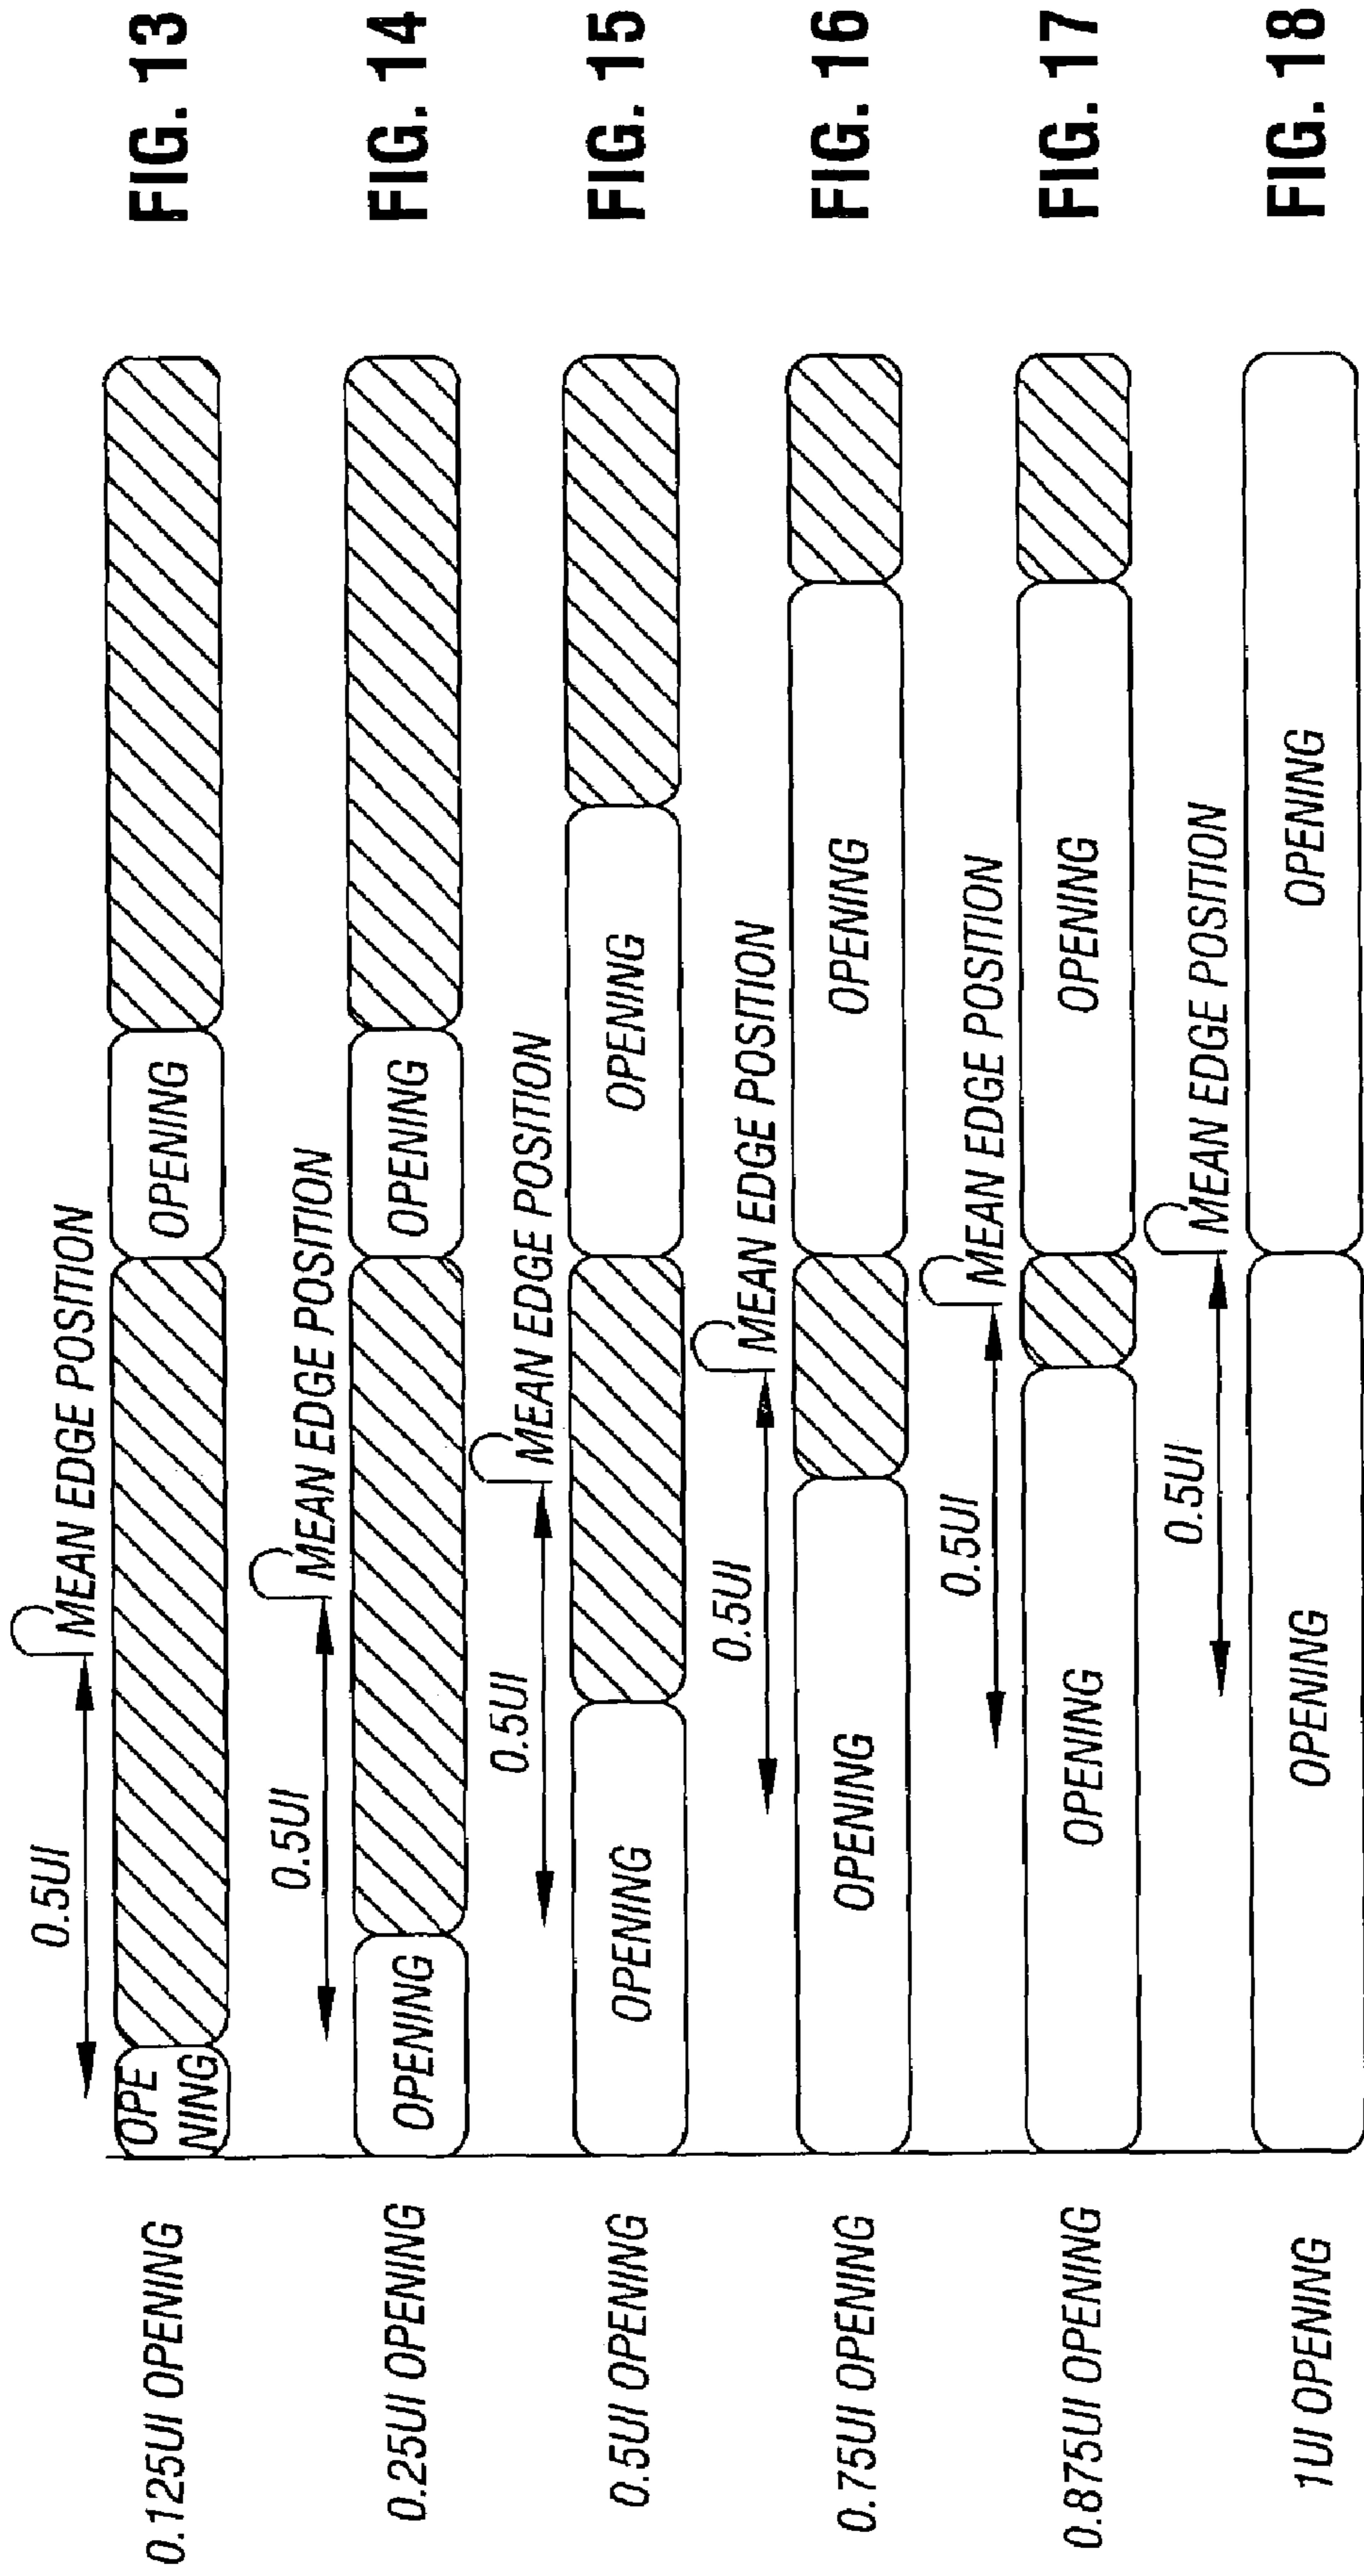 0.125UI OPENING
0.5UI
MEAN EDGE POSITION
OPE
NING
OPENING
FIG. 13
0.25UI OPENING
0.5UI
MEAN EDGE POSITION
OPENING
OPENING
FIG. 14
0.5UI OPENING
0.5UI
MEAN EDGE POSITION
OPENING
OPENING
FIG. 15
0.75UI OPENING
0.5UI
MEAN EDGE POSITION
OPENING
OPENING
FIG. 16
0.875UI OPENING
0.5UI
MEAN EDGE POSITION
OPENING
OPENING
FIG. 17
1UI OPENING
0.5UI
MEAN EDGE POSITION
OPENING
OPENING
FIG. 18